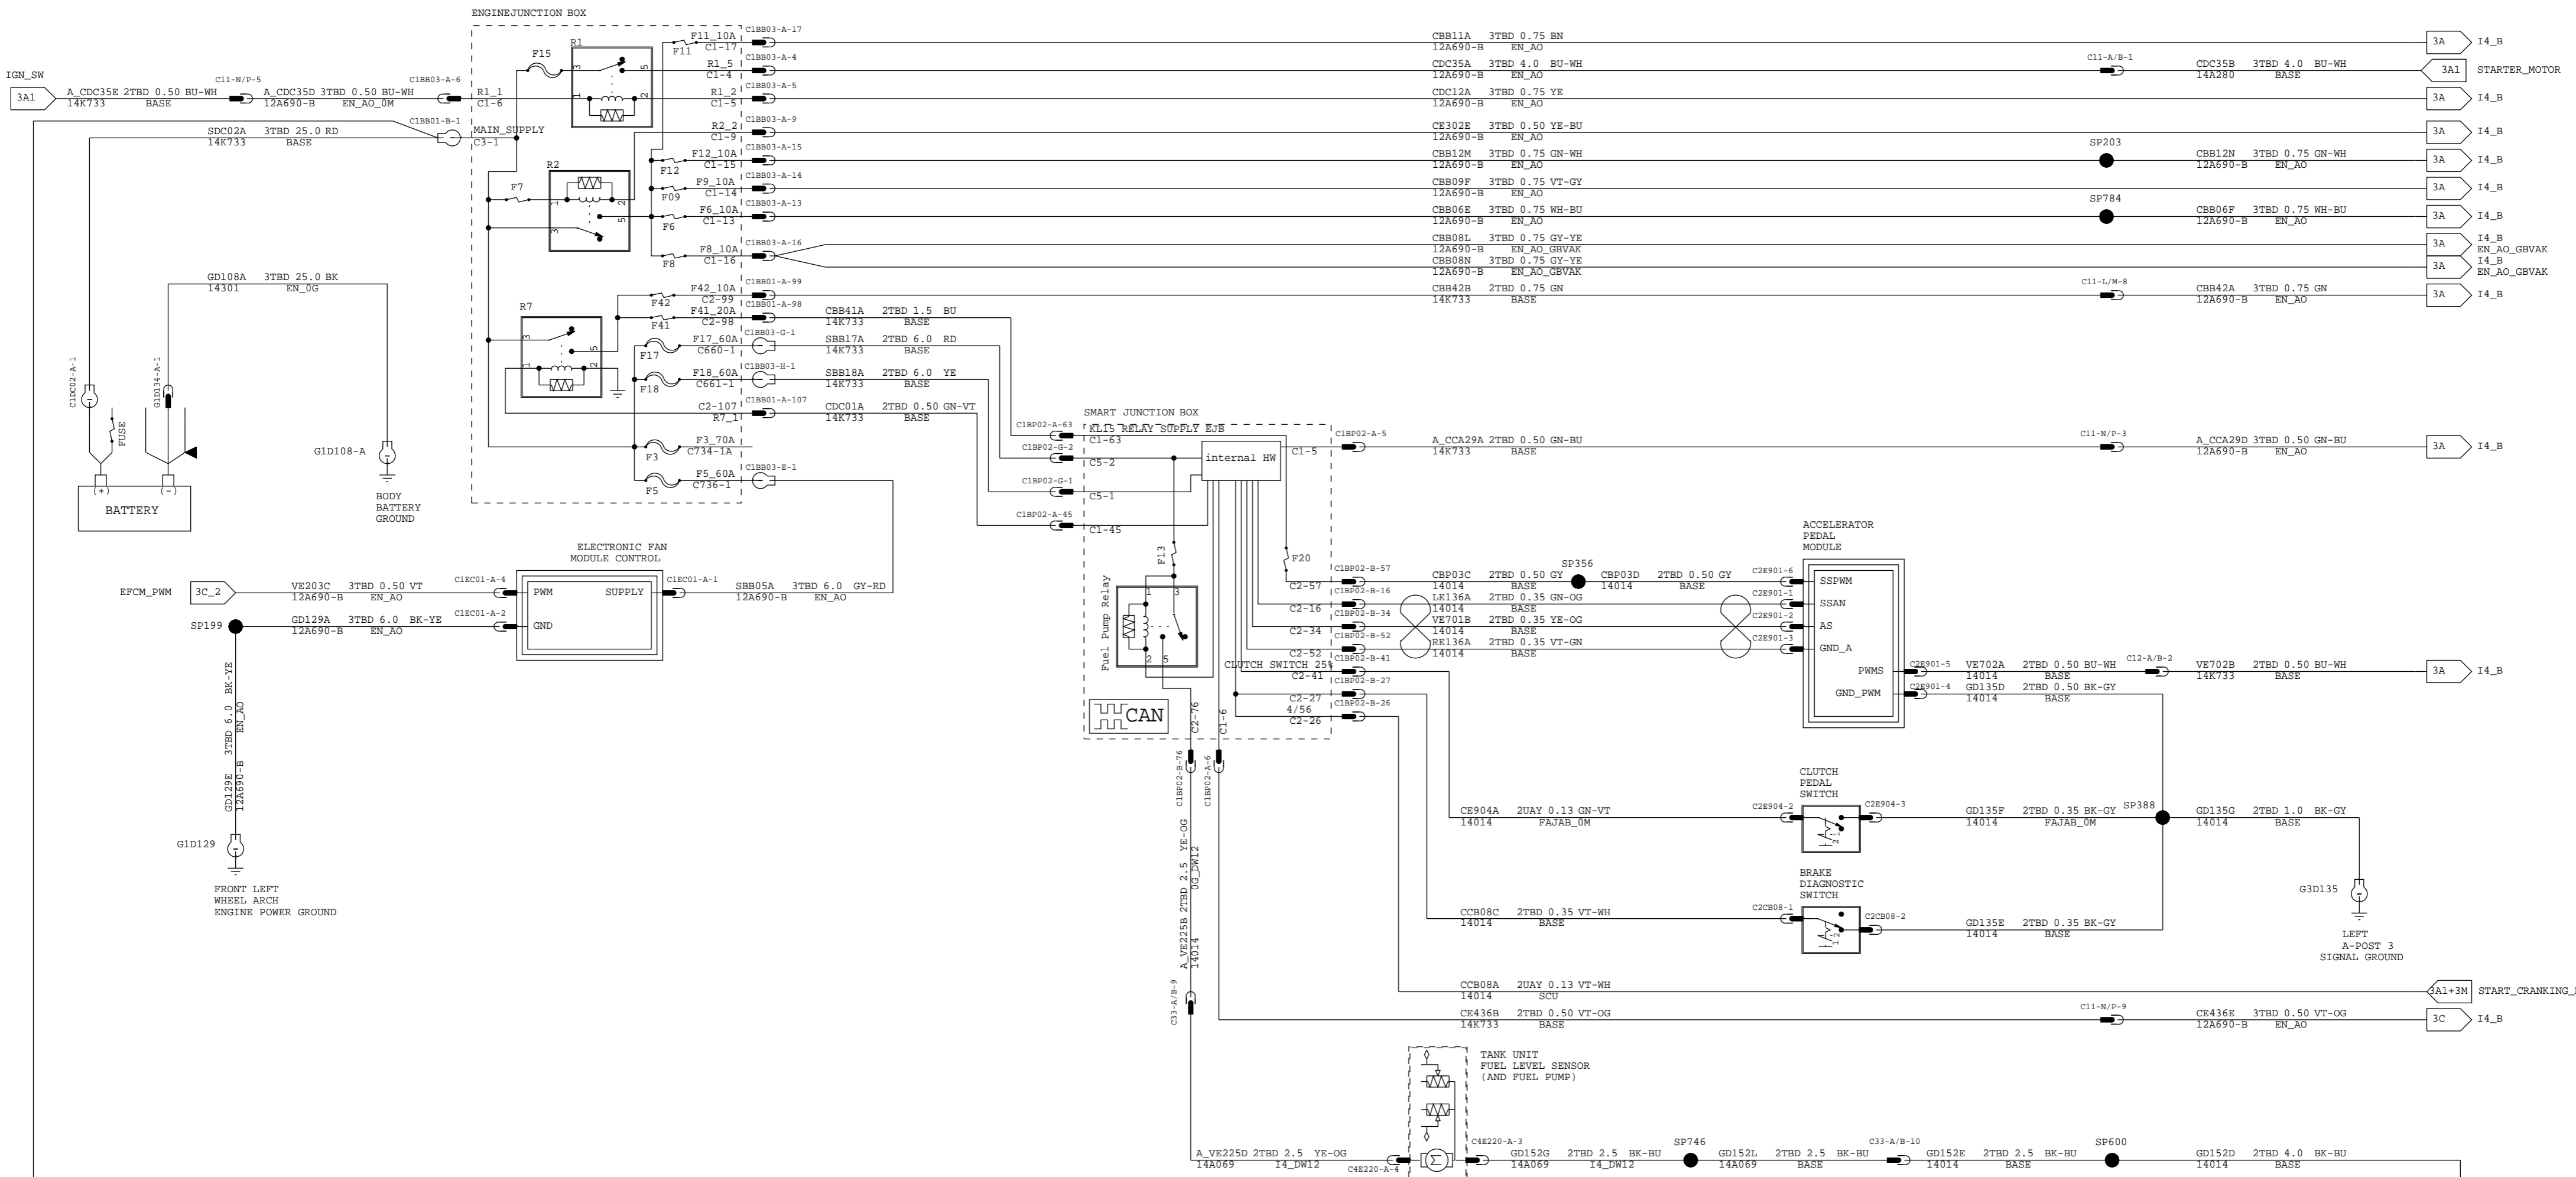 ENGINEJUNCTION BOX
IGN_SW
3A1
A_CDC35E 2TBD 0.50 BU-WH
14K733 BASE
C11-N/P-5
A_CDC35D 3TBD 0.50 BU-WH
12A690-B EN_AO_0M
C1BB03-A-6
R1_1
C1-6
SDC02A 3TBD 25.0 RD
14K733 BASE
C1BB01-B-1
MAIN_SUPPLY
C3-1
F15
R1
3
5
1
2
F11
F11_10A
C1-17
C1BB03-A-17
CBB11A 3TBD 0.75 BN
12A690-B EN_AO
3A
I4_B
R1_5
C1-4
C1BB03-A-4
CDC35A 3TBD 4.0 BU-WH
12A690-B EN_AO
C11-A/B-1
CDC35B 3TBD 4.0 BU-WH
14A280 BASE
3A1
STARTER_MOTOR
R1_2
C1-5
C1BB03-A-5
CDC12A 3TBD 0.75 YE
12A690-B EN_AO
3A
I4_B
R2_2
C1-9
C1BB03-A-9
CE302E 3TBD 0.50 YE-BU
12A690-B EN_AO
3A
I4_B
R2
F7
1
2
5
3
F12
F12_10A
C1-15
C1BB03-A-15
CBB12M 3TBD 0.75 GN-WH
12A690-B EN_AO
SP203
CBB12N 3TBD 0.75 GN-WH
12A690-B EN_AO
3A
I4_B
F09
F9_10A
C1-14
C1BB03-A-14
CBB09F 3TBD 0.75 VT-GY
12A690-B EN_AO
3A
I4_B
F6
F6_10A
C1-13
C1BB03-A-13
CBB06E 3TBD 0.75 WH-BU
12A690-B EN_AO
SP784
CBB06F 3TBD 0.75 WH-BU
12A690-B EN_AO
3A
I4_B
F8
F8_10A
C1-16
C1BB03-A-16
CBB08L 3TBD 0.75 GY-YE
12A690-B EN_AO_GBVAK
3A
I4_B
EN_AO_GBVAK
CBB08N 3TBD 0.75 GY-YE
12A690-B EN_AO_GBVAK
3A
I4_B
EN_AO_GBVAK
F42
F42_10A
C2-99
C1BB01-A-99
CBB42B 2TBD 0.75 GN
14K733 BASE
C11-L/M-8
CBB42A 3TBD 0.75 GN
12A690-B EN_AO
3A
I4_B
R7
3
5
1
2
F41
F41_20A
C2-98
C1BB01-A-98
CBB41A 2TBD 1.5 BU
14K733 BASE
F17
F17_60A
C660-1
C1BB03-G-1
SBB17A 2TBD 6.0 RD
14K733 BASE
F18
F18_60A
C661-1
C1BB03-H-1
SBB18A 2TBD 6.0 YE
14K733 BASE
C2-107
R7_1
C1BB01-A-107
CDC01A 2TBD 0.50 GN-VT
14K733 BASE
F3
F3_70A
C734-1A
F5
F5_60A
C736-1
C1BB03-E-1
GD108A 3TBD 25.0 BK
14301 EN_0G
C1DC02-A-1
G1D134-A-1
FUSE
(+)
(-)
BATTERY
G1D108-A
BODY
BATTERY
GROUND
ELECTRONIC FAN
MODULE CONTROL
EFCM_PWM
3C_2
VE203C 3TBD 0.50 VT
12A690-B EN_AO
C1EC01-A-4
PWM
SUPPLY
C1EC01-A-1
SBB05A 3TBD 6.0 GY-RD
12A690-B EN_AO
SP199
GD129A 3TBD 6.0 BK-YE
12A690-B EN_AO
C1EC01-A-2
GND
GD129E 3TBD 6.0 BK-YE
12A690-B EN_AO
G1D129
FRONT LEFT
WHEEL ARCH
ENGINE POWER GROUND
SMART JUNCTION BOX
KL15 RELAY SUPPLY EJB
C1BP02-A-63
C1-63
C1BP02-G-2
C5-2
C1BP02-G-1
C5-1
C1BP02-A-45
C1-45
internal HW
C1-5
C1BP02-A-5
A_CCA29A 2TBD 0.50 GN-BU
14K733 BASE
C11-N/P-3
A_CCA29D 3TBD 0.50 GN-BU
12A690-B EN_AO
3A
I4_B
F13
F20
Fuel Pump Relay
1
3
2
5
CAN
C2-57
C1BP02-B-57
CBP03C 2TBD 0.50 GY
14014 BASE
SP356
CBP03D 2TBD 0.50 GY
14014 BASE
C2E901-6
SSPWM
C2-16
C1BP02-B-16
LE136A 2TBD 0.35 GN-OG
14014 BASE
C2E901-1
SSAN
C2-34
C1BP02-B-34
VE701B 2TBD 0.35 YE-OG
14014 BASE
C2E901-2
AS
C2-52
C1BP02-B-52
RE136A 2TBD 0.35 VT-GN
14014 BASE
C2E901-3
GND_A
ACCELERATOR
PEDAL
MODULE
PWMS
C2E901-5
VE702A 2TBD 0.50 BU-WH
14014 BASE
C12-A/B-2
VE702B 2TBD 0.50 BU-WH
14K733 BASE
3A
I4_B
GND_PWM
C2E901-4
GD135D 2TBD 0.50 BK-GY
14014 BASE
CLUTCH SWITCH 25%
C2-41
C1BP02-B-41
C2-27
C1BP02-B-27
4/56
C2-26
C1BP02-B-26
C2-76
C1-6
C1BP02-B-76
C1BP02-A-6
CLUTCH
PEDAL
SWITCH
CE904A 2UAY 0.13 GN-VT
14014 FAJAB_0M
C2E904-2
C2E904-3
2 1
GD135F 2TBD 0.35 BK-GY
14014 FAJAB_0M
SP388
GD135G 2TBD 1.0 BK-GY
14014 BASE
G3D135
LEFT
A-POST 3
SIGNAL GROUND
BRAKE
DIAGNOSTIC
SWITCH
CCB08C 2TBD 0.35 VT-WH
14014 BASE
C2CB08-1
C2CB08-2
1 2
GD135E 2TBD 0.35 BK-GY
14014 BASE
A_VE225B 2TBD 2.5 YE-OG
14014 0G_DW12
C33-A/B-9
CCB08A 2UAY 0.13 VT-WH
14014 SCU
3A1+3M
START_CRANKING_
CE436B 2TBD 0.50 VT-OG
14K733 BASE
C11-N/P-9
CE436E 3TBD 0.50 VT-OG
12A690-B EN_AO
3C
I4_B
TANK UNIT
FUEL LEVEL SENSOR
(AND FUEL PUMP)
A_VE225D 2TBD 2.5 YE-OG
14A069 I4_DW12
C4E220-A-4
C4E220-A-3
GD152G 2TBD 2.5 BK-BU
14A069 I4_DW12
SP746
GD152L 2TBD 2.5 BK-BU
14A069 BASE
C33-A/B-10
GD152E 2TBD 2.5 BK-BU
14014 BASE
SP600
GD152D 2TBD 4.0 BK-BU
14014 BASE